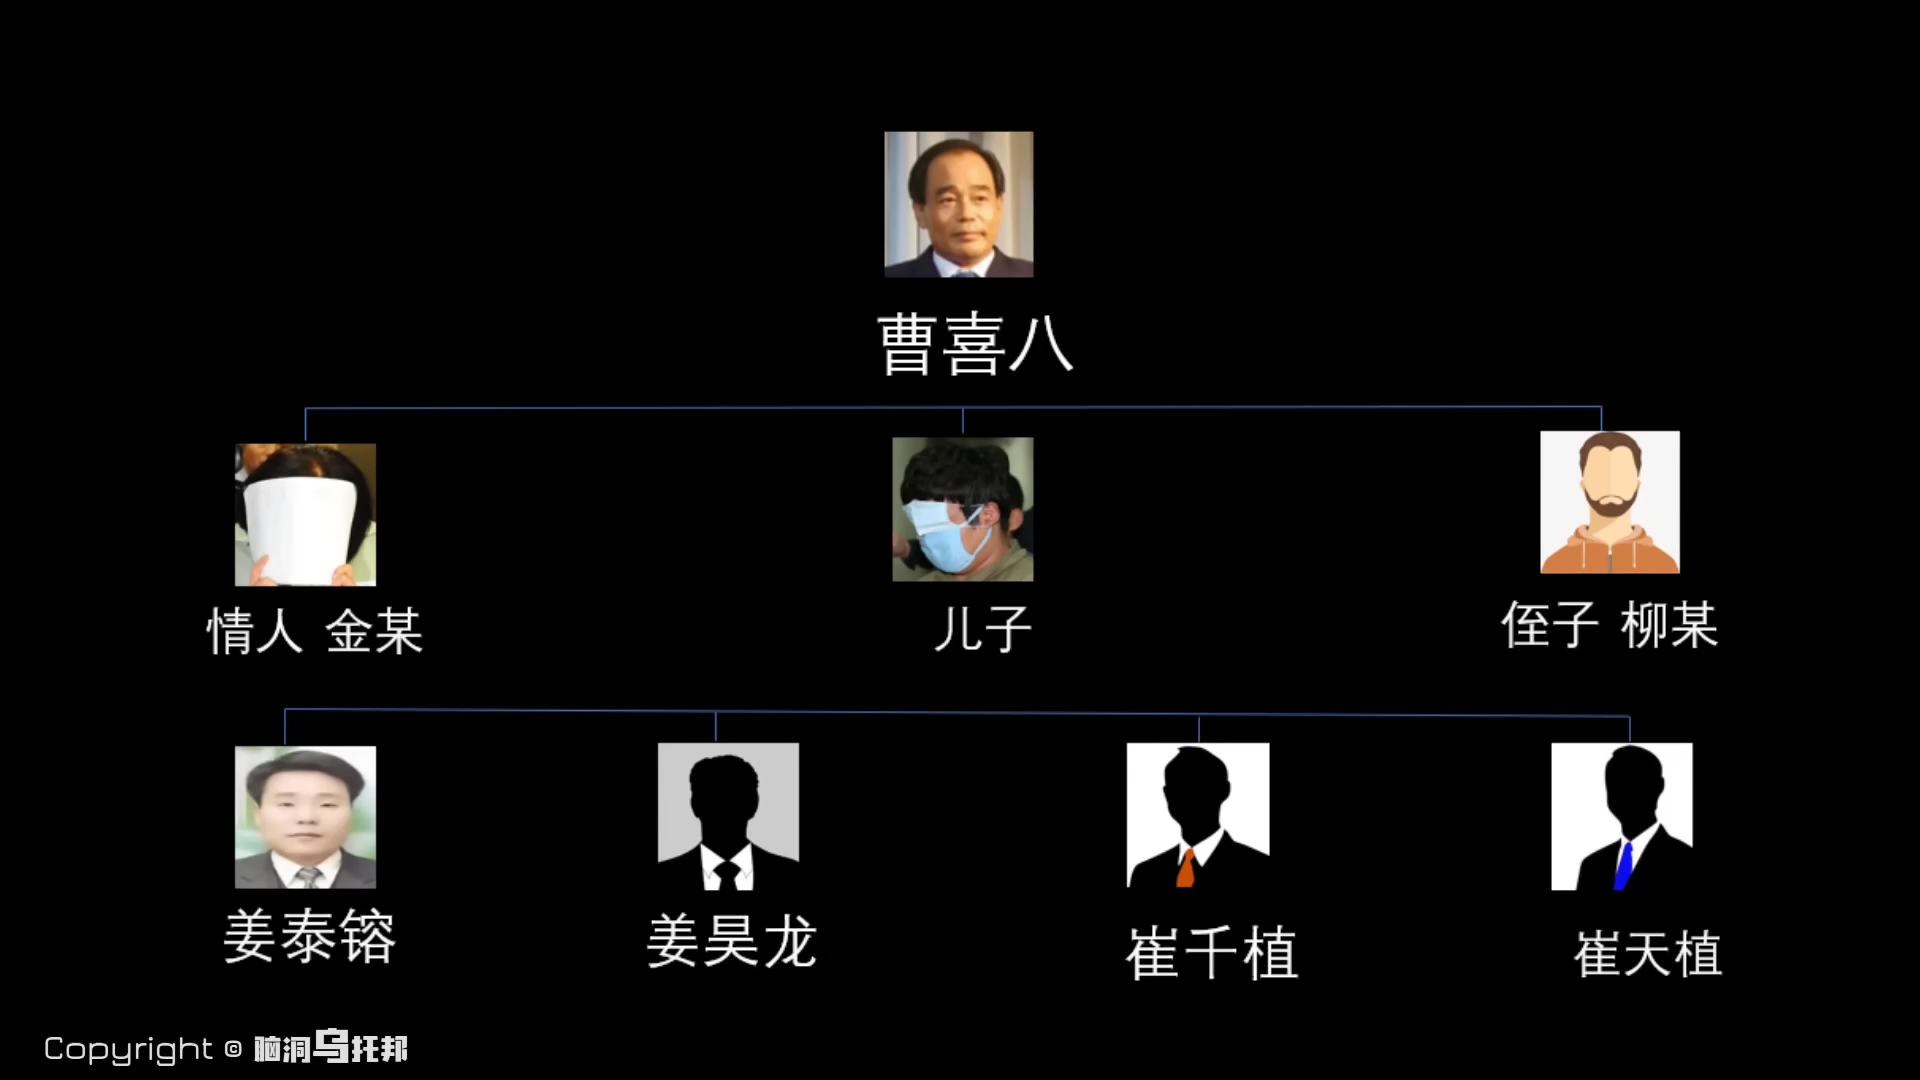 曹喜八
情人 金某
儿子
侄子 柳某
姜泰镕
姜昊龙
崔千植
崔天植
Copyright © 脑洞乌托邦